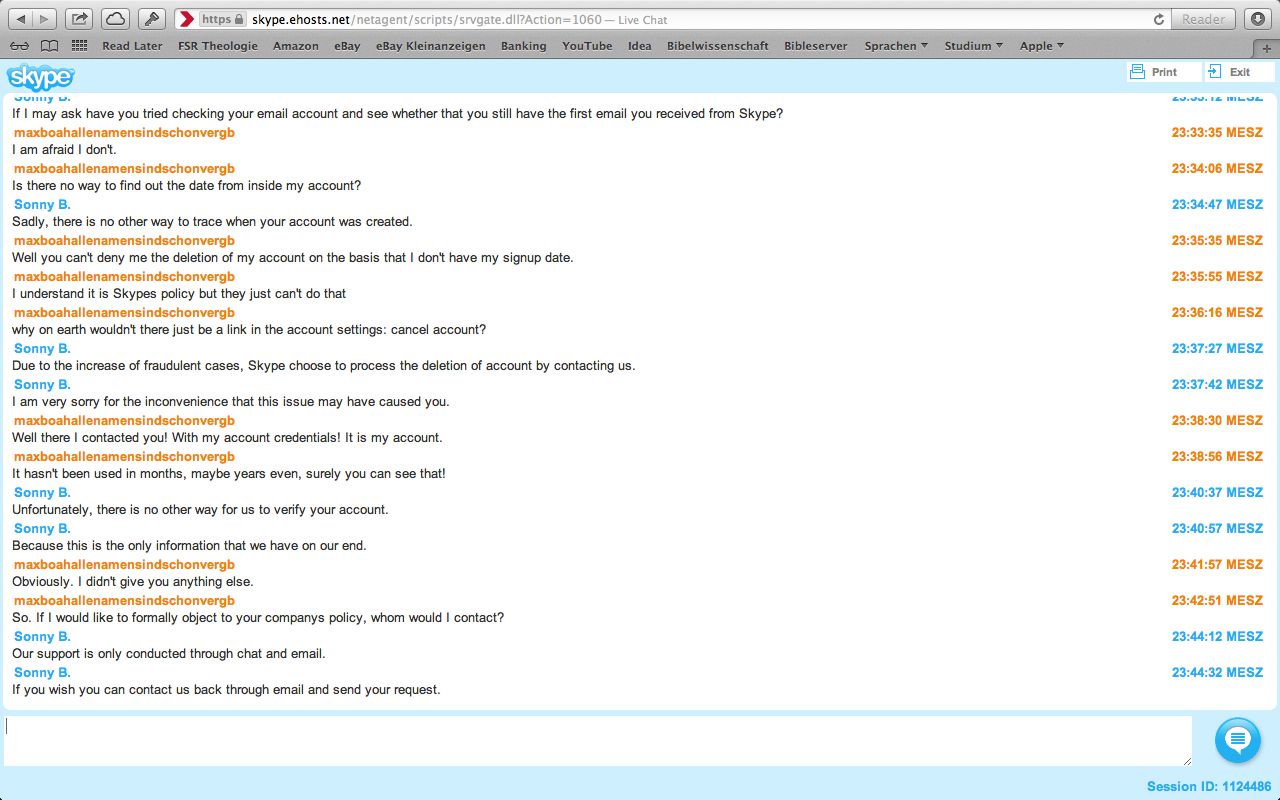 https skype.ehosts.net/netagent/scripts/srvgate.dll?Action=1060 — Live Chat
Reader
Read Later FSR Theologie Amazon eBay eBay Kleinanzeigen Banking YouTube Idea Bibelwissenschaft Bibleserver Sprachen Studium Apple
skype
Print Exit
Sonny B. 23:33:12 MESZ
If I may ask have you tried checking your email account and see whether that you still have the first email you received from Skype?
maxboahallenamensindschonvergb 23:33:35 MESZ
I am afraid I don't.
maxboahallenamensindschonvergb 23:34:06 MESZ
Is there no way to find out the date from inside my account?
Sonny B. 23:34:47 MESZ
Sadly, there is no other way to trace when your account was created.
maxboahallenamensindschonvergb 23:35:35 MESZ
Well you can't deny me the deletion of my account on the basis that I don't have my signup date.
maxboahallenamensindschonvergb 23:35:55 MESZ
I understand it is Skypes policy but they just can't do that
maxboahallenamensindschonvergb 23:36:16 MESZ
why on earth wouldn't there just be a link in the account settings: cancel account?
Sonny B. 23:37:27 MESZ
Due to the increase of fraudulent cases, Skype choose to process the deletion of account by contacting us.
Sonny B. 23:37:42 MESZ
I am very sorry for the inconvenience that this issue may have caused you.
maxboahallenamensindschonvergb 23:38:30 MESZ
Well there I contacted you! With my account credentials! It is my account.
maxboahallenamensindschonvergb 23:38:56 MESZ
It hasn't been used in months, maybe years even, surely you can see that!
Sonny B. 23:40:37 MESZ
Unfortunately, there is no other way for us to verify your account.
Sonny B. 23:40:57 MESZ
Because this is the only information that we have on our end.
maxboahallenamensindschonvergb 23:41:57 MESZ
Obviously. I didn't give you anything else.
maxboahallenamensindschonvergb 23:42:51 MESZ
So. If I would like to formally object to your companys policy, whom would I contact?
Sonny B. 23:44:12 MESZ
Our support is only conducted through chat and email.
Sonny B. 23:44:32 MESZ
If you wish you can contact us back through email and send your request.
Session ID: 1124486